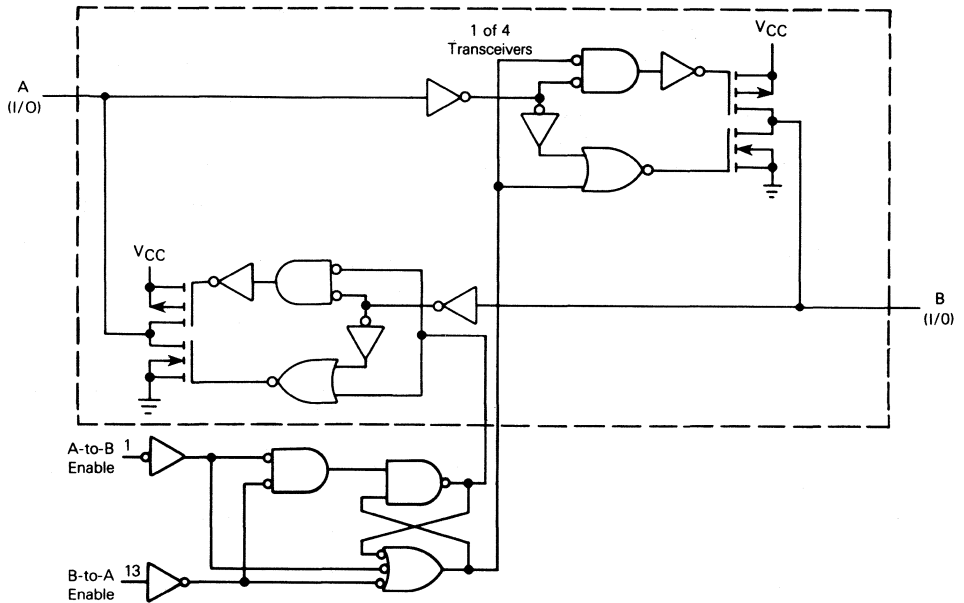 1 of 4
Transceivers
VCC
A
(I/O)
VCC
B
(I/O)
A-to-B
Enable
1
B-to-A
Enable
13